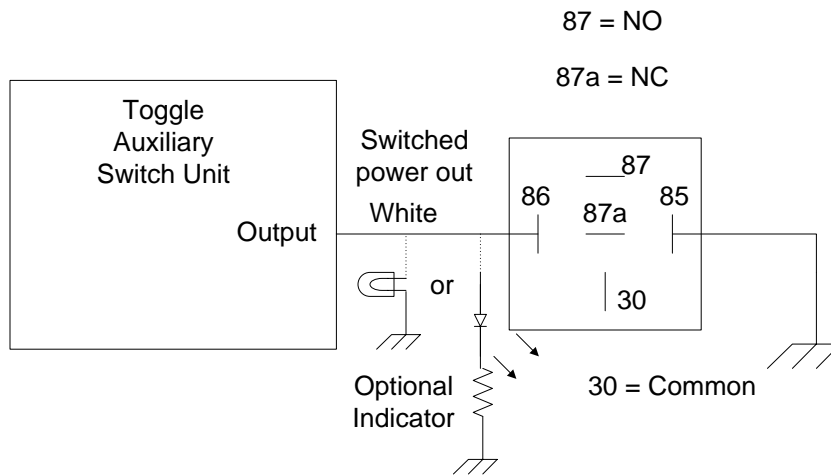 87 = NO
87a = NC
Toggle
Auxiliary
Switch Unit
Output
Switched
power out
White
or
Optional
Indicator
86
87
87a
85
30
30 = Common